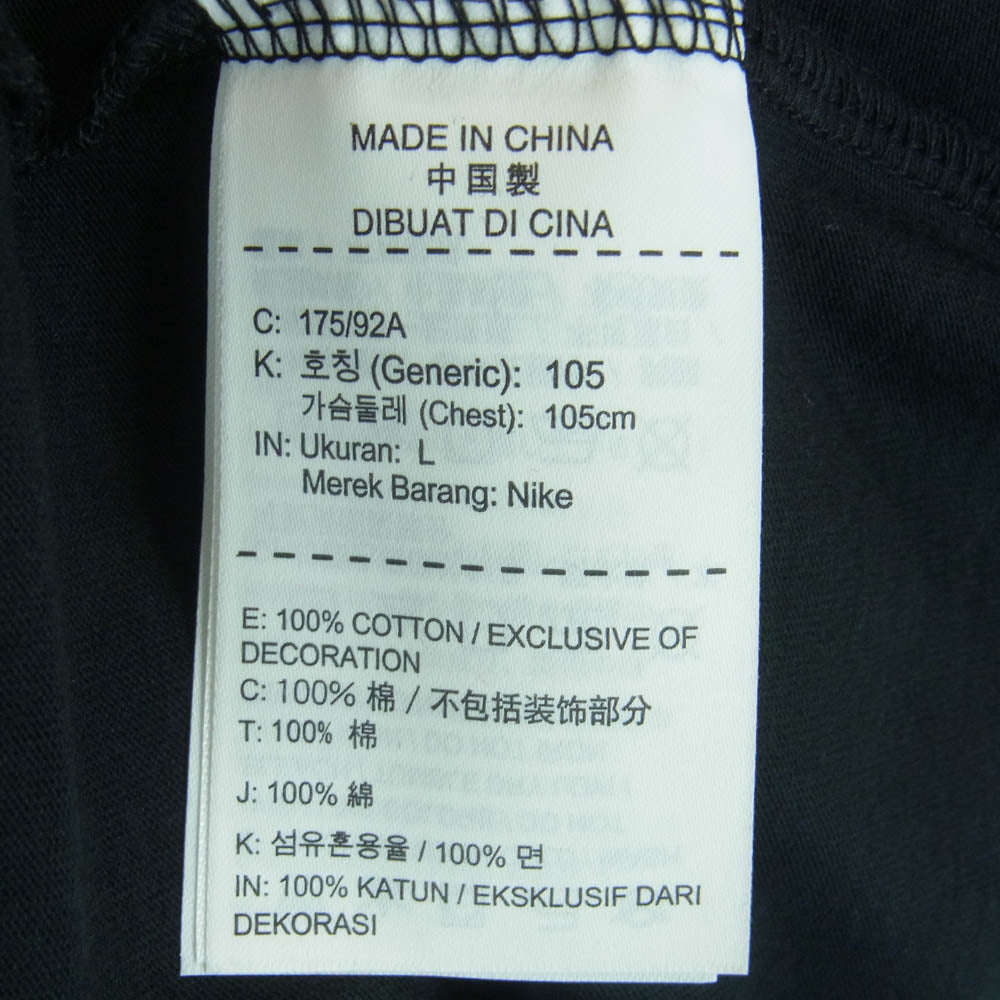 MADE IN CHINA
中国製
DIBUAT DI CINA
C: 175/92A
K: 호칭 (Generic): 105
가슴둘레 (Chest): 105cm
IN: Ukuran: L
Merek Barang: Nike
E: 100% COTTON / EXCLUSIVE OF
DECORATION
C: 100% 棉 / 不包括装饰部分
T: 100% 棉
J: 100% 綿
K: 섬유혼용율 / 100% 면
IN: 100% KATUN / EKSKLUSIF DARI
DEKORASI